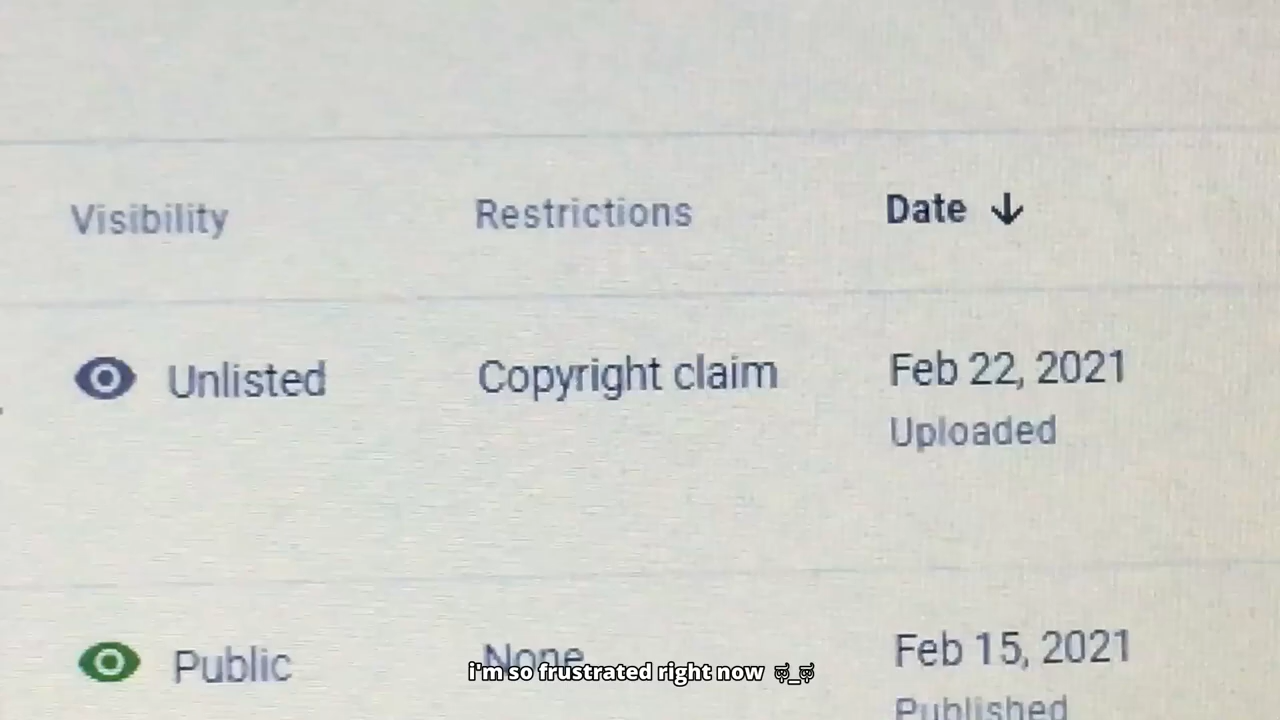 Visibility Restrictions Date ↓
Unlisted Copyright claim Feb 22, 2021
Uploaded
Public None Feb 15, 2021
i'm so frustrated right now ಥ_ಥ
Published